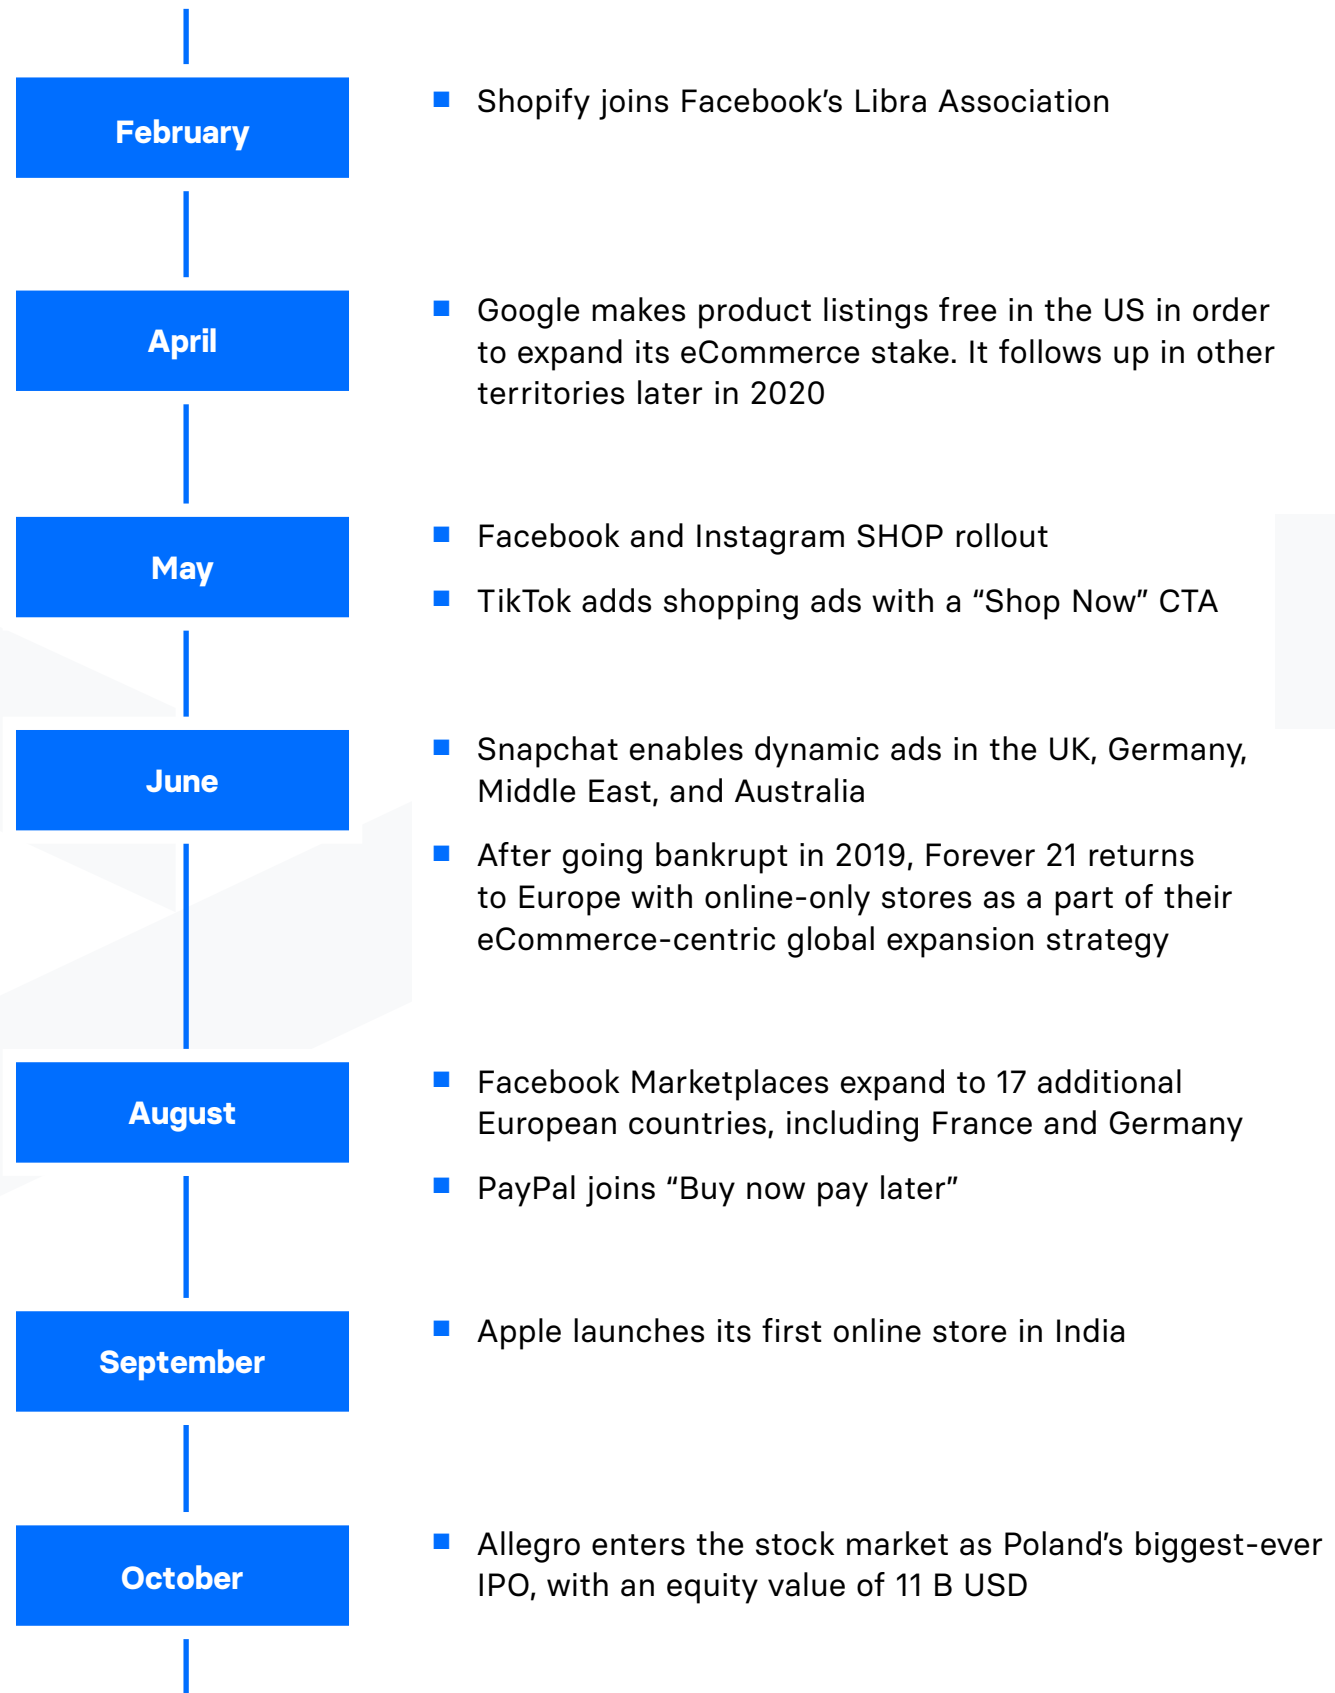 February
Shopify joins Facebook’s Libra Association
April
Google makes product listings free in the US in order
to expand its eCommerce stake. It follows up in other
territories later in 2020
May
Facebook and Instagram SHOP rollout
TikTok adds shopping ads with a “Shop Now” CTA
June
Snapchat enables dynamic ads in the UK, Germany,
Middle East, and Australia
After going bankrupt in 2019, Forever 21 returns
to Europe with online-only stores as a part of their
eCommerce-centric global expansion strategy
August
Facebook Marketplaces expand to 17 additional
European countries, including France and Germany
PayPal joins “Buy now pay later”
September
Apple launches its first online store in India
October
Allegro enters the stock market as Poland’s biggest-ever
IPO, with an equity value of 11 B USD